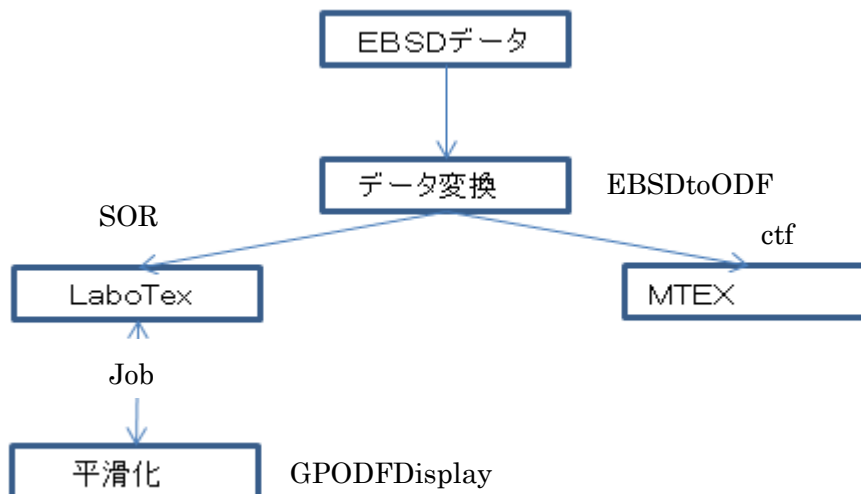 EBSDデータ
データ変換
EBSDtoODF
SOR
ctf
LaboTex
MTEX
Job
平滑化
GPODFDisplay